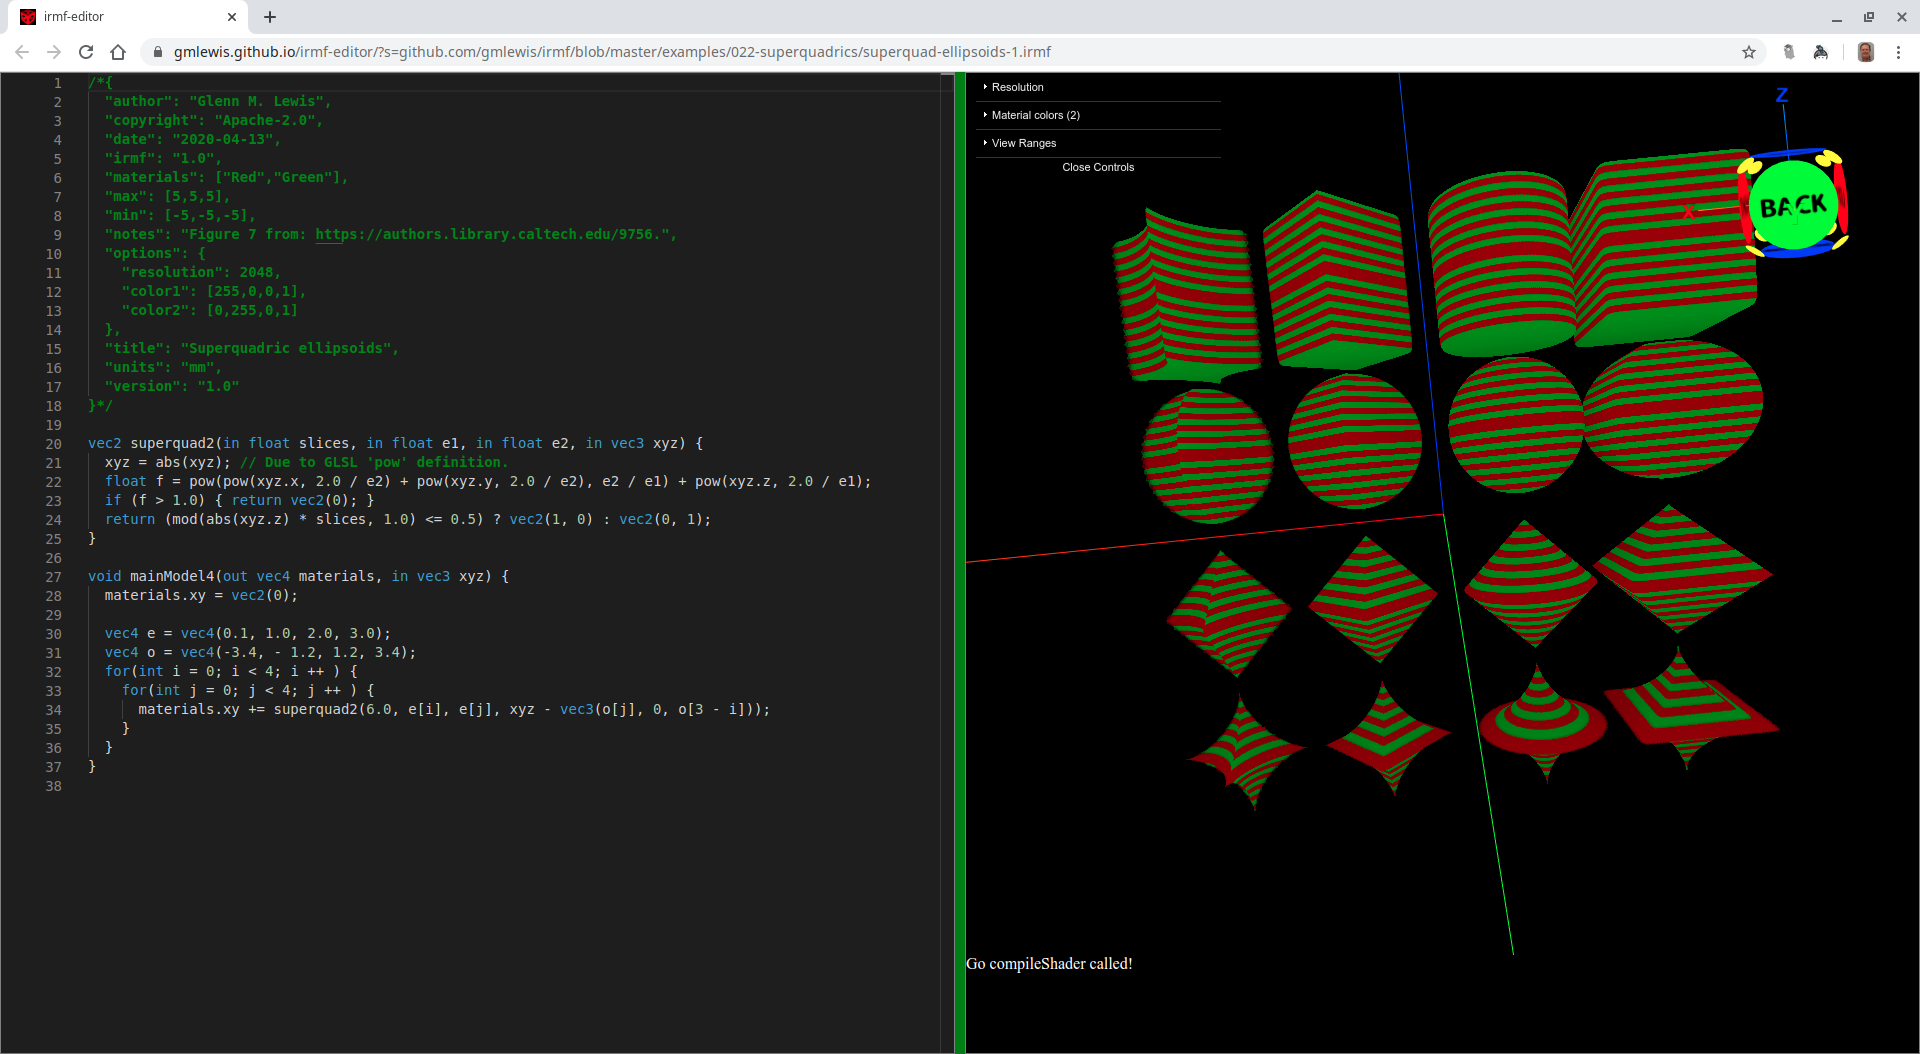 irmf-editor
gmlewis.github.io/irmf-editor/?s=github.com/gmlewis/irmf/blob/master/examples/022-superquadrics/superquad-ellipsoids-1.irmf
1 /*{
2 "author": "Glenn M. Lewis",
3 "copyright": "Apache-2.0",
4 "date": "2020-04-13",
5 "irmf": "1.0",
6 "materials": ["Red","Green"],
7 "max": [5,5,5],
8 "min": [-5,-5,-5],
9 "notes": "Figure 7 from: https://authors.library.caltech.edu/9756.",
10 "options": {
11 "resolution": 2048,
12 "color1": [255,0,0,1],
13 "color2": [0,255,0,1]
14 },
15 "title": "Superquadric ellipsoids",
16 "units": "mm",
17 "version": "1.0"
18 }*/
19
20 vec2 superquad2(in float slices, in float e1, in float e2, in vec3 xyz) {
21 xyz = abs(xyz); // Due to GLSL 'pow' definition.
22 float f = pow(pow(xyz.x, 2.0 / e2) + pow(xyz.y, 2.0 / e2), e2 / e1) + pow(xyz.z, 2.0 / e1);
23 if (f > 1.0) { return vec2(0); }
24 return (mod(abs(xyz.z) * slices, 1.0) <= 0.5) ? vec2(1, 0) : vec2(0, 1);
25 }
26
27 void mainModel4(out vec4 materials, in vec3 xyz) {
28 materials.xy = vec2(0);
29
30 vec4 e = vec4(0.1, 1.0, 2.0, 3.0);
31 vec4 o = vec4(-3.4, - 1.2, 1.2, 3.4);
32 for(int i = 0; i < 4; i ++ ) {
33 for(int j = 0; j < 4; j ++ ) {
34 materials.xy += superquad2(6.0, e[i], e[j], xyz - vec3(o[j], 0, o[3 - i]));
35 }
36 }
37 }
38
Resolution
Material colors (2)
View Ranges
Close Controls
Z
X
BACK
Go compileShader called!